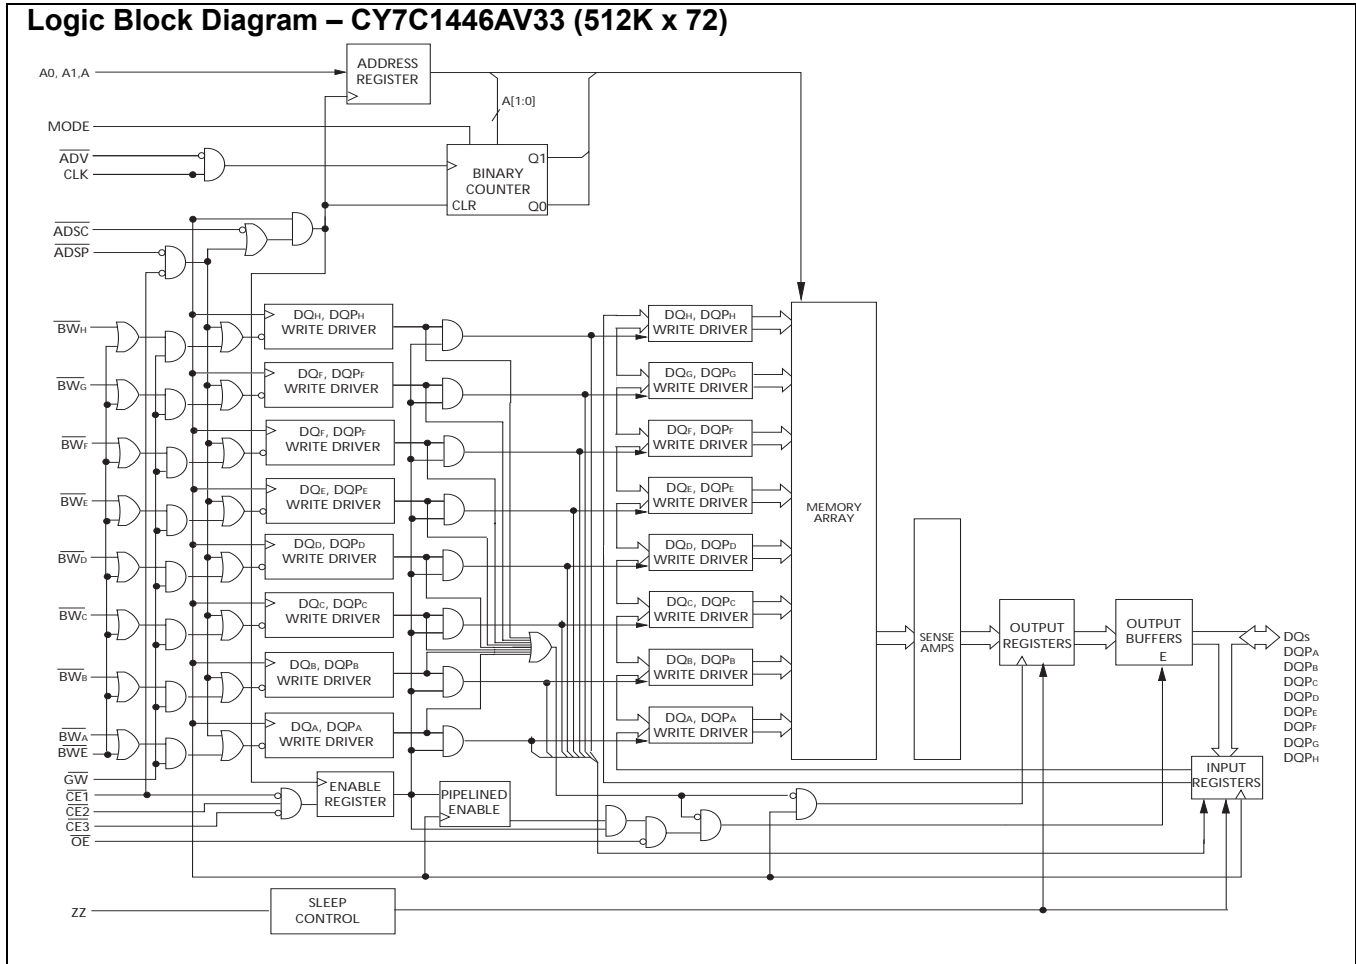 Logic Block Diagram – CY7C1446AV33 (512K x 72)
A0, A1,A
ADDRESS
REGISTER
A[1:0]
MODE
ADV
CLK
BINARY
COUNTER
CLR
Q1
Q0
ADSC
ADSP
BWH
DQH, DQPH
WRITE DRIVER
DQH, DQPH
WRITE DRIVER
BWG
DQF, DQPF
WRITE DRIVER
DQG, DQPG
WRITE DRIVER
BWF
DQF, DQPF
WRITE DRIVER
DQF, DQPF
WRITE DRIVER
BWE
DQE, DQPE
WRITE DRIVER
DQE, DQPE
WRITE DRIVER
MEMORY
ARRAY
BWD
DQD, DQPD
WRITE DRIVER
DQD, DQPD
WRITE DRIVER
BWC
DQC, DQPC
WRITE DRIVER
DQC, DQPC
WRITE DRIVER
SENSE
AMPS
OUTPUT
REGISTERS
OUTPUT
BUFFERS
E
BWB
DQB, DQPB
WRITE DRIVER
DQB, DQPB
WRITE DRIVER
DQs
DQPA
DQPB
DQPC
DQPD
DQPE
DQPF
DQPG
DQPH
BWA
BWE
DQA, DQPA
WRITE DRIVER
DQA, DQPA
WRITE DRIVER
GW
CE1
CE2
CE3
OE
ENABLE
REGISTER
PIPELINED
ENABLE
INPUT
REGISTERS
ZZ
SLEEP
CONTROL